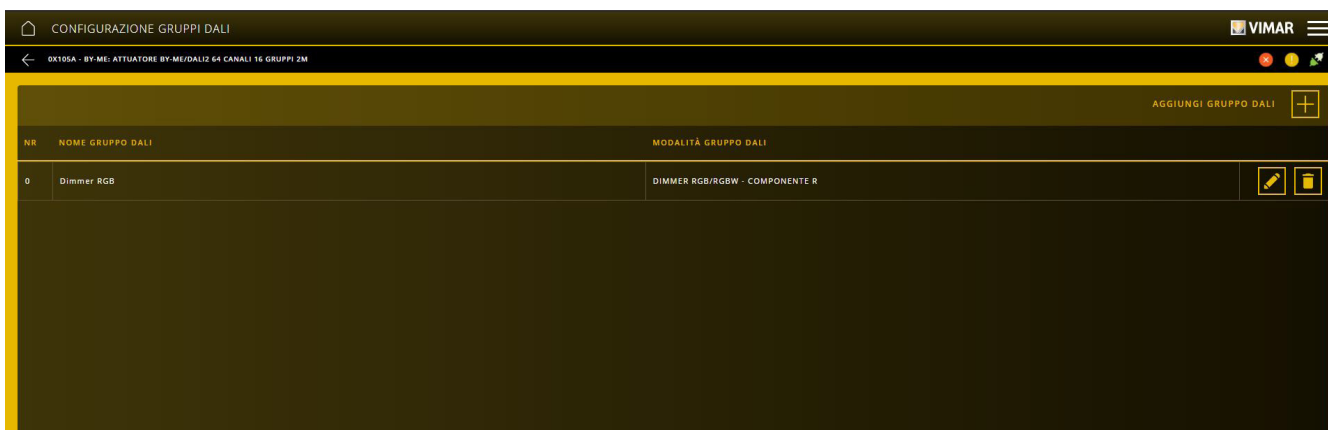 CONFIGURAZIONE GRUPPI DALI
VIMAR
0X105A - BY-ME: ATTUATORE BY-ME/DALI2 64 CANALI 16 GRUPPI 2M
AGGIUNGI GRUPPO DALI
NR NOME GRUPPO DALI MODALITÀ GRUPPO DALI
0 Dimmer RGB DIMMER RGB/RGBW - COMPONENTE R